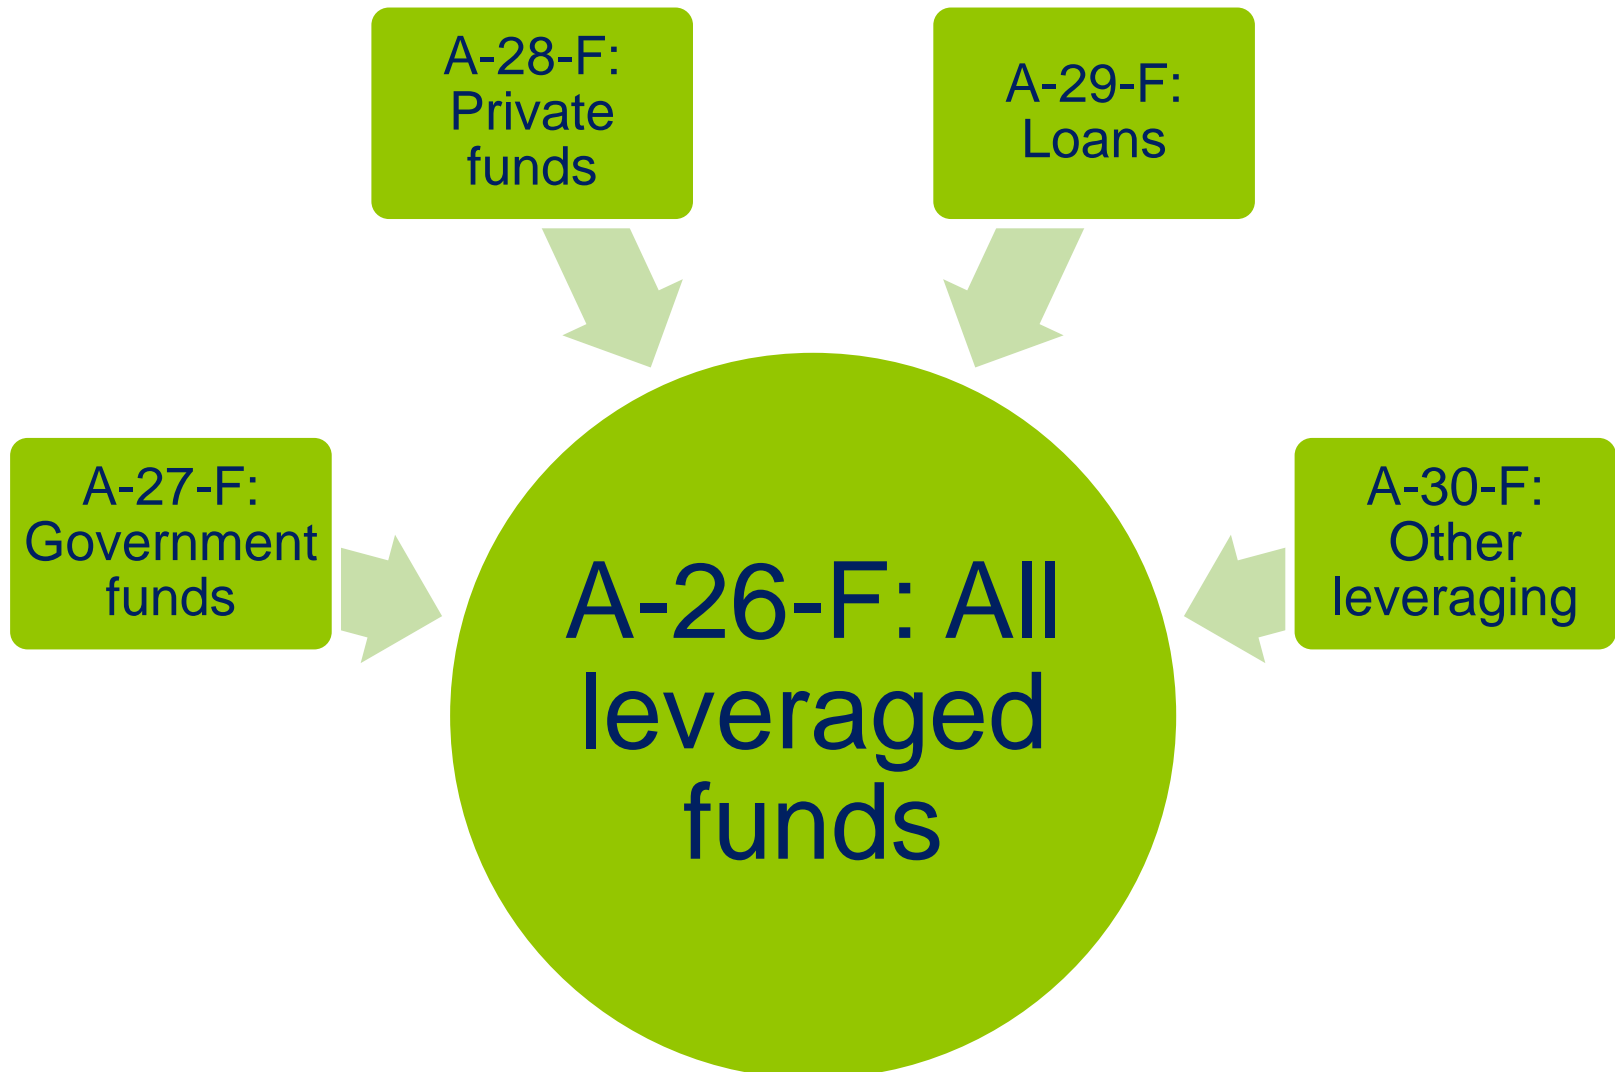 A-28-F:
Private
funds
A-29-F:
Loans
A-27-F:
Government
funds
A-30-F:
Other
leveraging
A-26-F: All
leveraged
funds